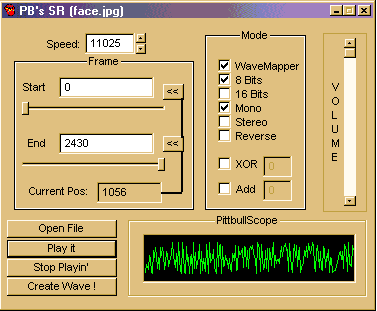 PB's SR (face.jpg)
Speed: 11025
Frame
Start 0
<<
End 2430
<<
Current Pos: 1056
Mode
WaveMapper
8 Bits
16 Bits
Mono
Stereo
Reverse
XOR 0
Add 0
VOLUME
Open File
Play it
Stop Playin'
Create Wave !
PittbullScope